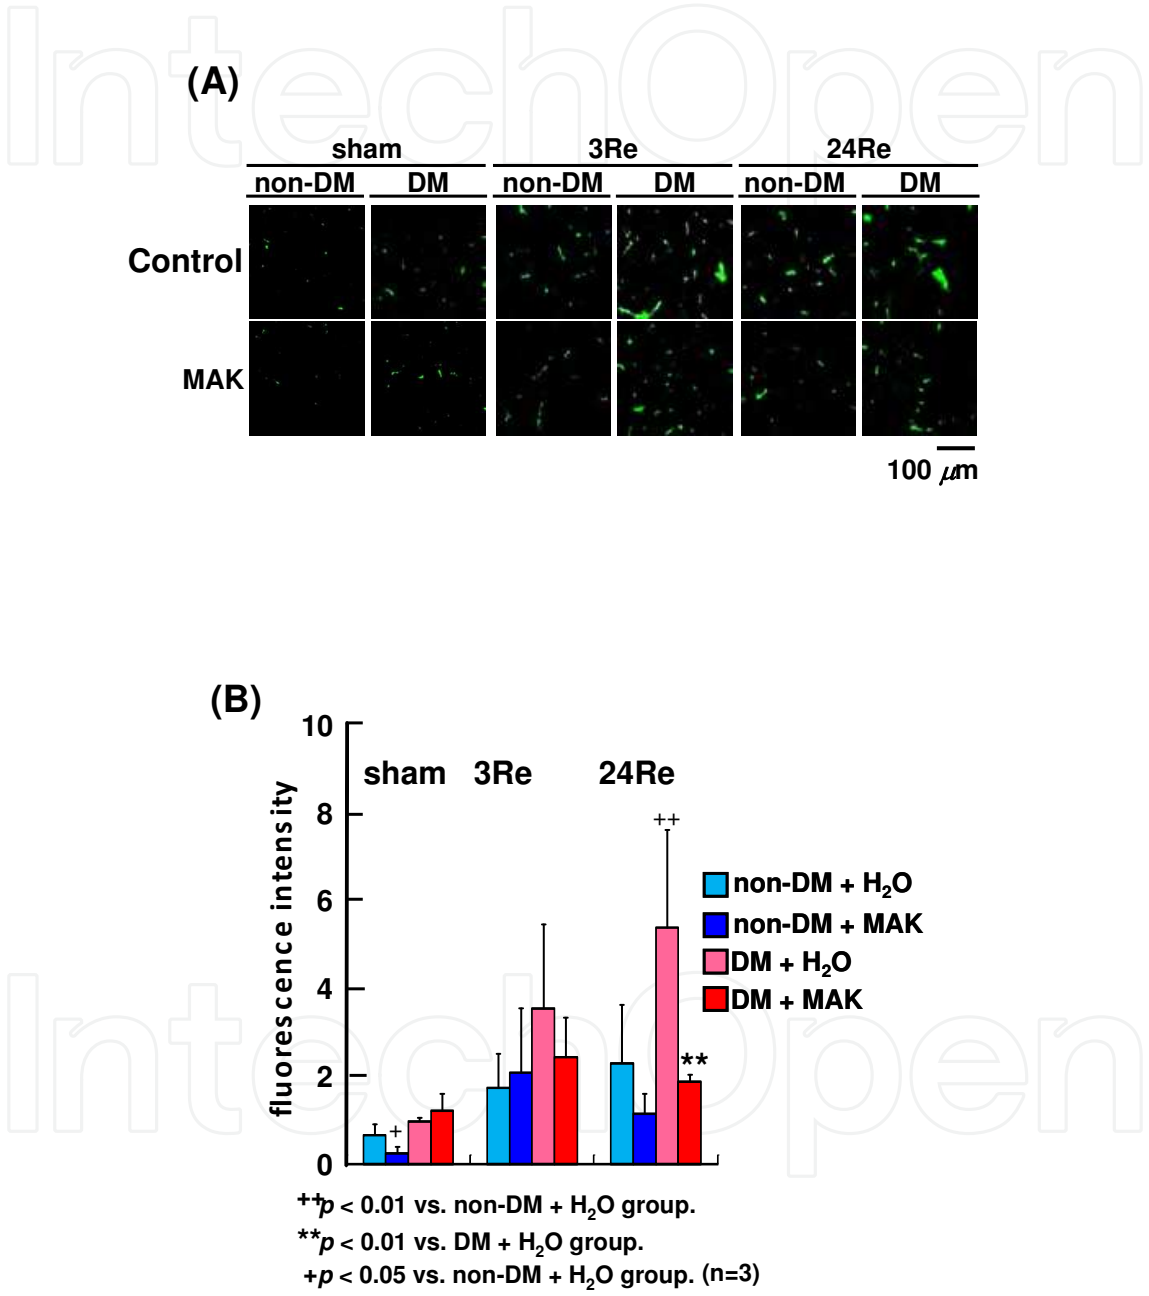 IntechOpen
(A)
sham 3Re 24Re
non-DM DM non-DM DM non-DM DM
Control
MAK
100 μm
(B)
10
sham 3Re 24Re
8
++
6
non-DM + H₂O
non-DM + MAK
DM + H₂O
DM + MAK
4
**
2
+
0
fluorescence intensity
++p < 0.01 vs. non-DM + H₂O group.
**p < 0.01 vs. DM + H₂O group.
+p < 0.05 vs. non-DM + H₂O group. (n=3)
IntechOpen